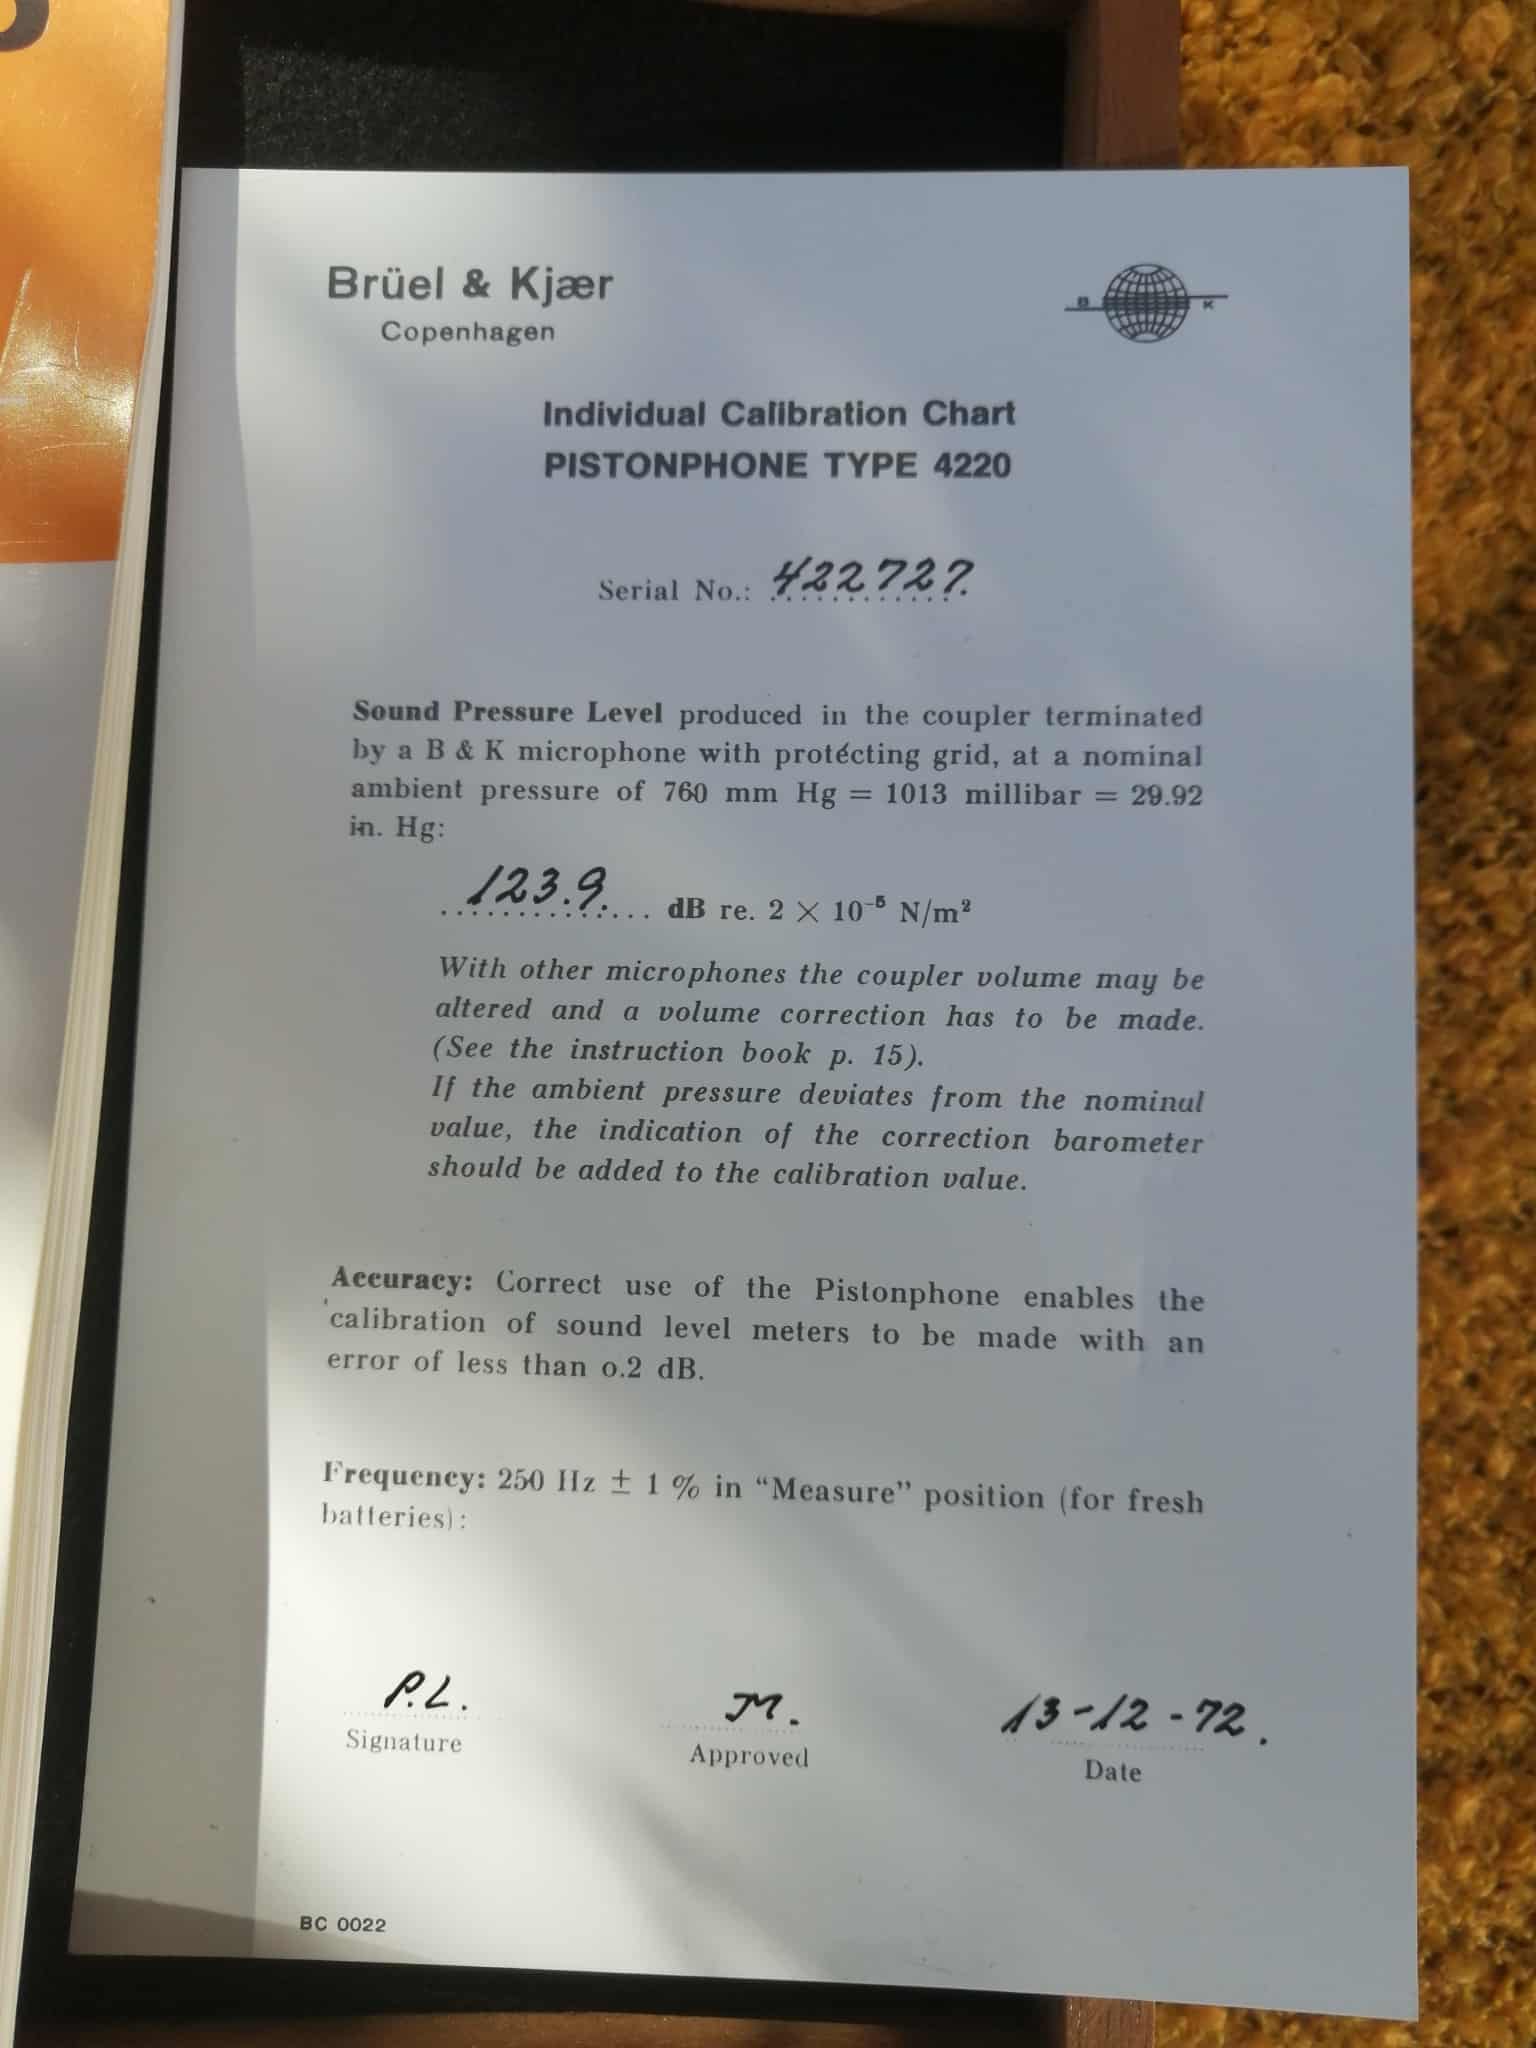 Brüel & Kjær
Copenhagen
B K
Individual Calibration Chart
PISTONPHONE TYPE 4220
Serial No.: 422727.
Sound Pressure Level produced in the coupler terminated
by a B & K microphone with protecting grid, at a nominal
ambient pressure of 760 mm Hg = 1013 millibar = 29.92
in. Hg:
123.9. dB re. 2 × 10⁻⁵ N/m²
With other microphones the coupler volume may be
altered and a volume correction has to be made.
(See the instruction book p. 15).
If the ambient pressure deviates from the nominal
value, the indication of the correction barometer
should be added to the calibration value.
Accuracy: Correct use of the Pistonphone enables the
calibration of sound level meters to be made with an
error of less than 0.2 dB.
Frequency: 250 Hz ± 1 % in “Measure” position (for fresh
batteries):
P.L. JM. 13-12-72.
Signature Approved Date
BC 0022